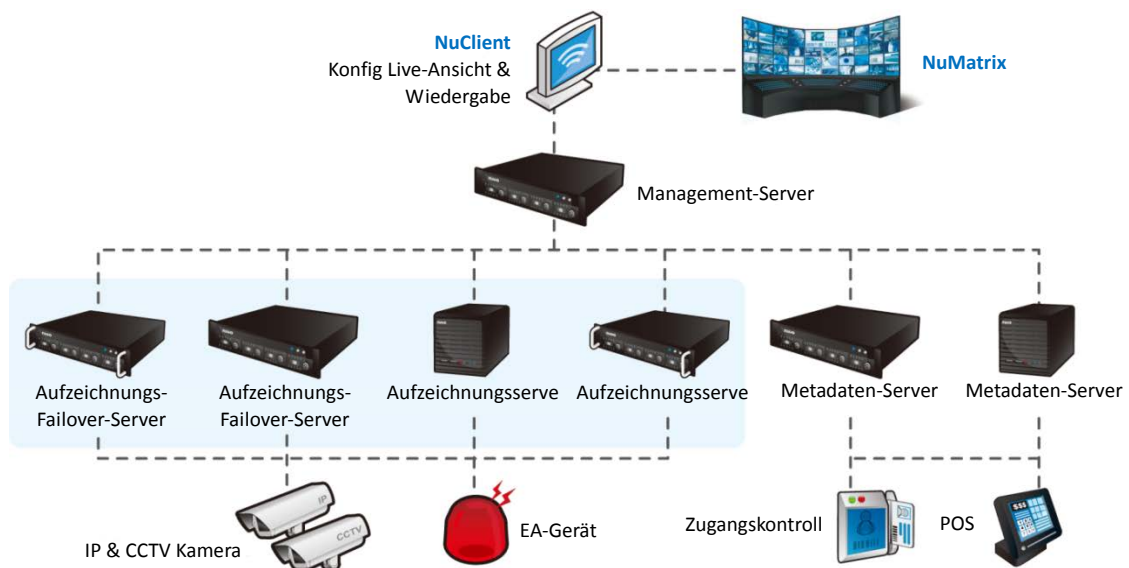 NuClient
Konfig Live-Ansicht &
Wiedergabe
NuMatrix
Management-Server
Aufzeichnungs-
Failover-Server
Aufzeichnungs-
Failover-Server
Aufzeichnungsserve
Aufzeichnungsserve
Metadaten-Server
Metadaten-Server
IP
CCTV
IP & CCTV Kamera
EA-Gerät
Zugangskontroll
POS